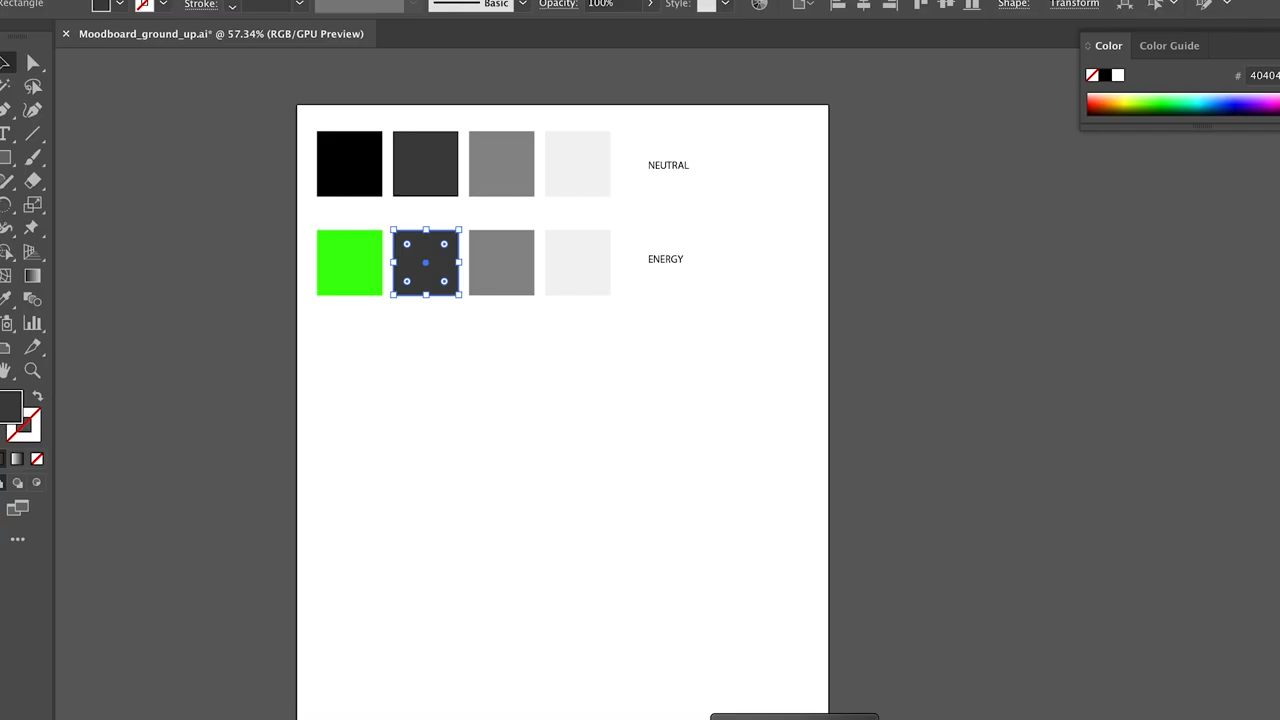 Rectangle Stroke: Basic Opacity: 100% Style: Shape: Transform
Moodboard_ground_up.ai* @ 57.34% (RGB/GPU Preview)
Color Color Guide
# 40404
NEUTRAL
ENERGY